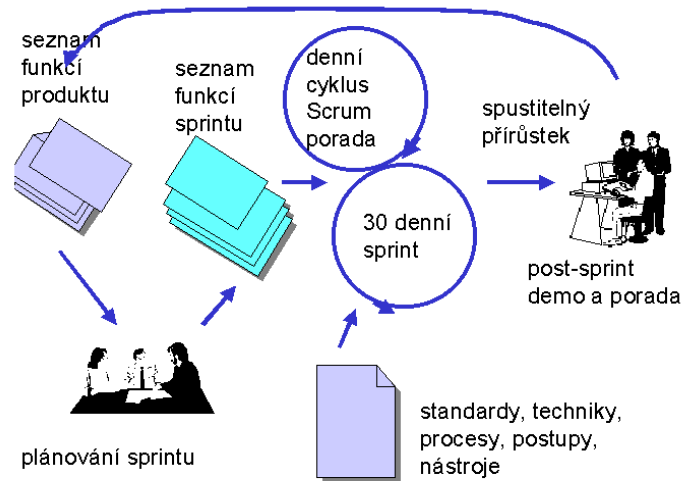 seznam
funkcí
produktu
seznam
funkcí
sprintu
denní
cyklus
Scrum
porada
spustitelný
přírůstek
30 denní
sprint
post-sprint
demo a porada
plánování sprintu
standardy, techniky,
procesy, postupy,
nástroje